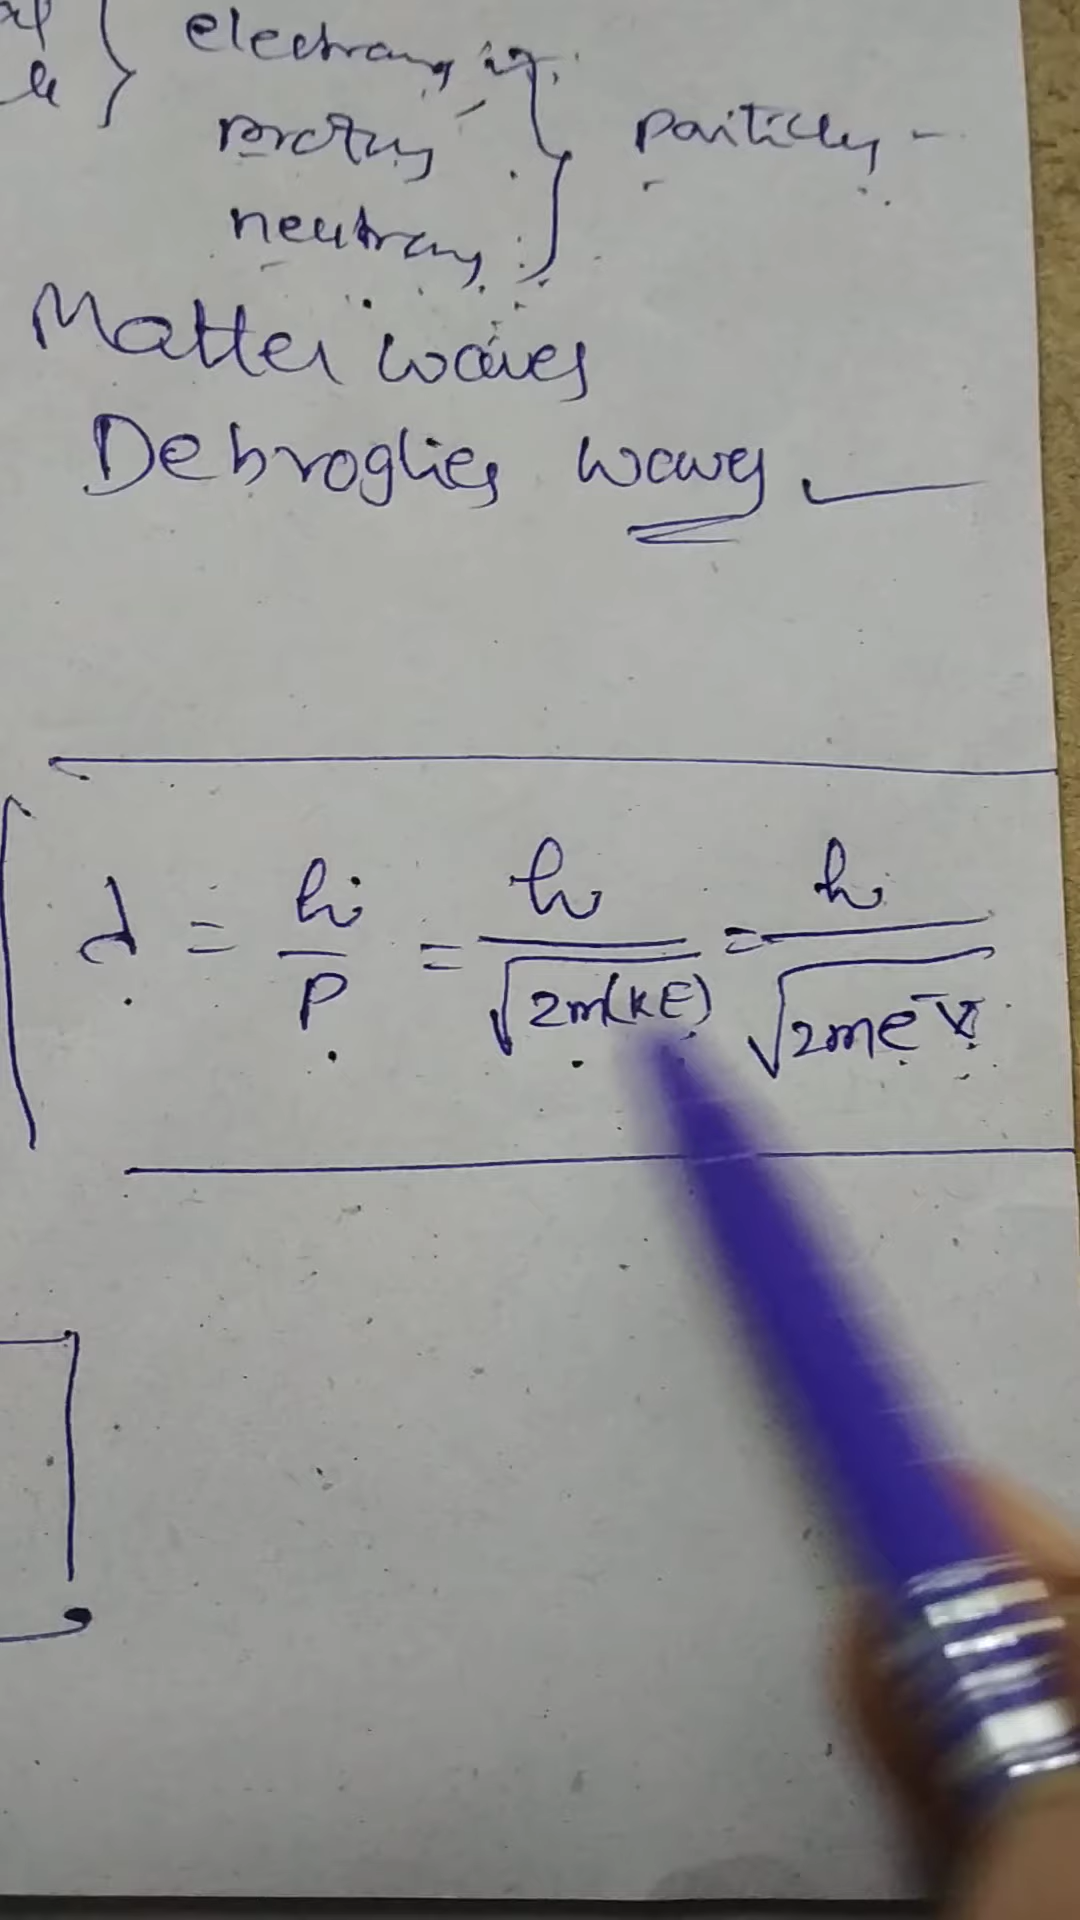 electrons
protons
neutrons
particles -
Matter waves
Debroglies waves
λ = h/P = h/√2m(KE) = h/√2meV